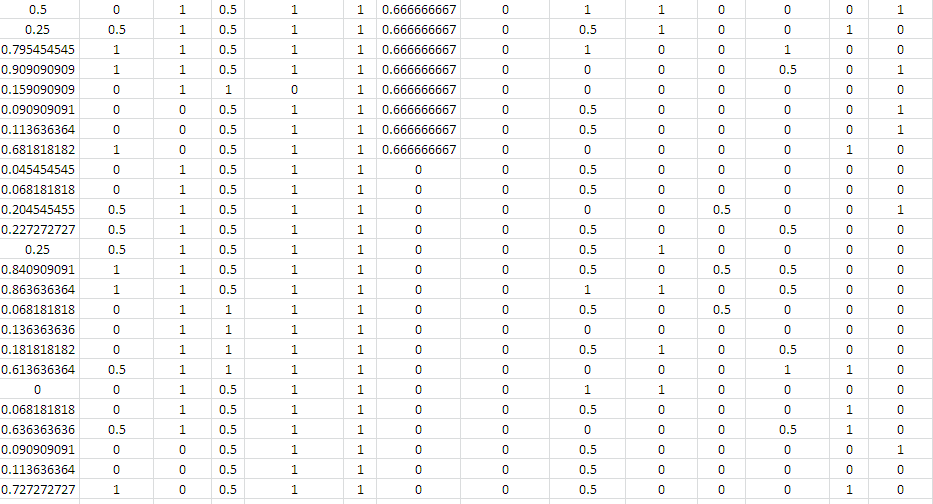 0.5 0 1 0.5 1 1 0.666666667 0 1 1 0 0 0 1
0.25 0.5 1 0.5 1 1 0.666666667 0 0.5 1 0 0 1 0
0.795454545 1 1 0.5 1 1 0.666666667 0 1 0 0 1 0 0
0.909090909 1 1 0.5 1 1 0.666666667 0 0 0 0 0.5 0 1
0.159090909 0 1 1 0 1 0.666666667 0 0 0 0 0 0 0
0.090909091 0 0 0.5 1 1 0.666666667 0 0.5 0 0 0 0 1
0.113636364 0 0 0.5 1 1 0.666666667 0 0.5 0 0 0 0 1
0.681818182 1 0 0.5 1 1 0.666666667 0 0 0 0 0 1 0
0.045454545 0 1 0.5 1 1 0 0 0.5 0 0 0 0 0
0.068181818 0 1 0.5 1 1 0 0 0.5 0 0 0 0 0
0.204545455 0.5 1 0.5 1 1 0 0 0 0 0.5 0 0 1
0.227272727 0.5 1 0.5 1 1 0 0 0.5 0 0 0.5 0 0
0.25 0.5 1 0.5 1 1 0 0 0.5 1 0 0 0 0
0.840909091 1 1 0.5 1 1 0 0 0.5 0 0.5 0.5 0 0
0.863636364 1 1 0.5 1 1 0 0 1 1 0 0.5 0 0
0.068181818 0 1 1 1 1 0 0 0.5 0 0.5 0 0 0
0.136363636 0 1 1 1 1 0 0 0 0 0 0 0 0
0.181818182 0 1 1 1 1 0 0 0.5 1 0 0.5 0 0
0.613636364 0.5 1 1 1 1 0 0 0 0 0 1 1 0
0 0 1 0.5 1 1 0 0 1 1 0 0 0 0
0.068181818 0 1 0.5 1 1 0 0 0.5 0 0 0 1 0
0.636363636 0.5 1 0.5 1 1 0 0 0 0 0 0.5 1 0
0.090909091 0 0 0.5 1 1 0 0 0.5 0 0 0 0 1
0.113636364 0 0 0.5 1 1 0 0 0.5 0 0 0 0 0
0.727272727 1 0 0.5 1 1 0 0 0.5 0 0 0 1 0